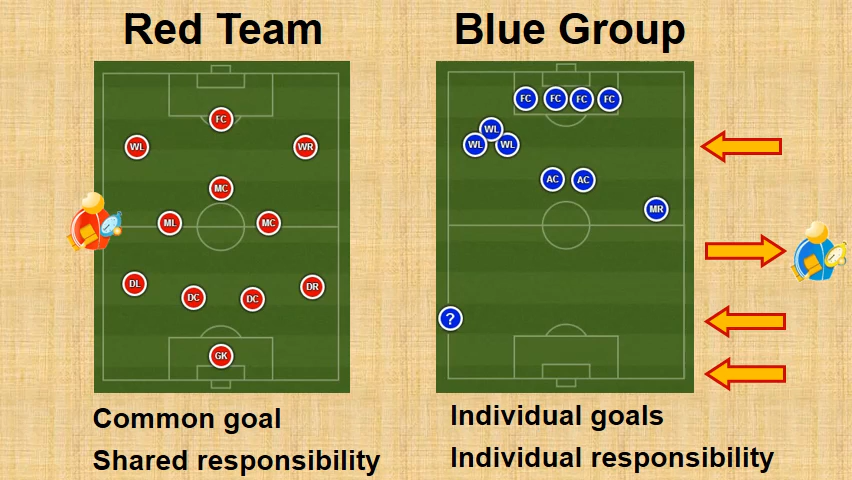 Red Team
FC
WL WR
MC
ML MC
DL DR
DC DC
GK
Common goal
Shared responsibility
Blue Group
FC FC FC FC
WL
WL WL
AC AC
MR
?
Individual goals
Individual responsibility